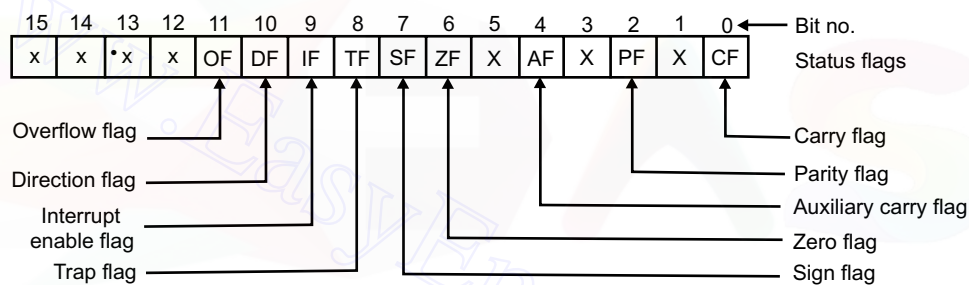 15 14 13 12 11 10 9 8 7 6 5 4 3 2 1 0 Bit no.
x x x x OF DF IF TF SF ZF X AF X PF X CF Status flags
Overflow flag
Carry flag
Direction flag
Parity flag
Interrupt
enable flag
Auxiliary carry flag
Zero flag
Trap flag
Sign flag